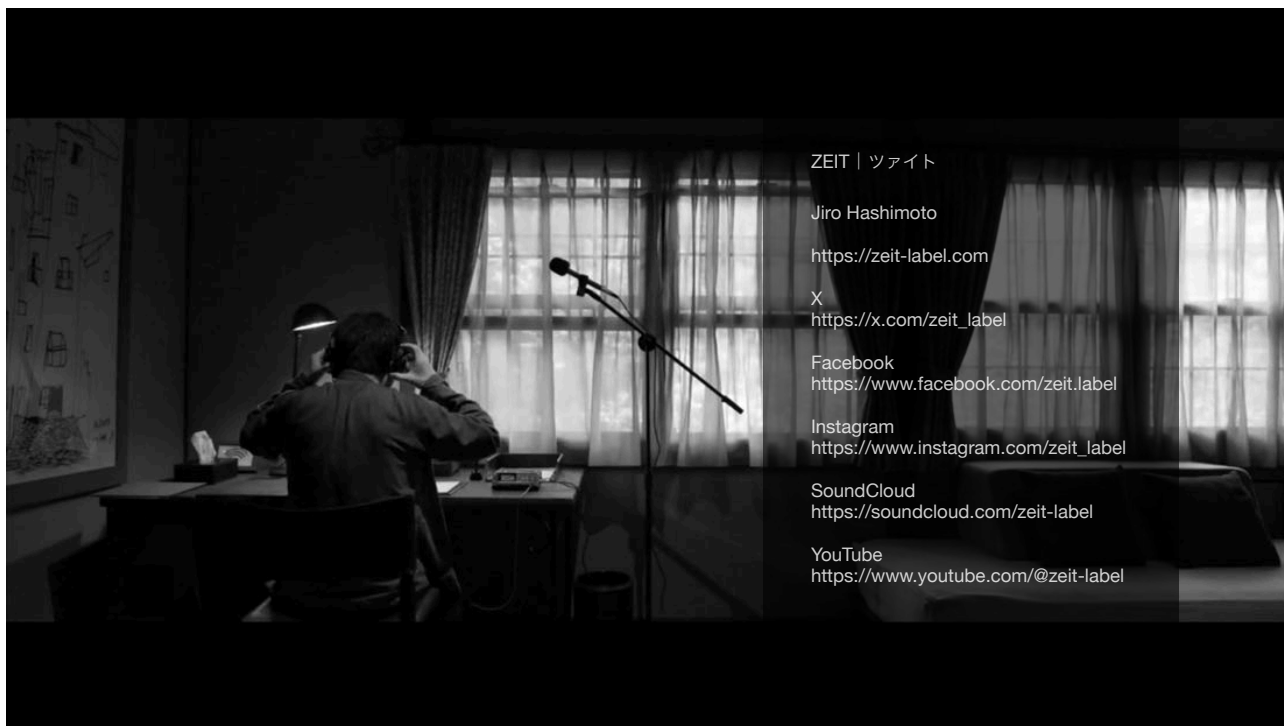 ZEIT｜ツァイト
Jiro Hashimoto
https://zeit-label.com
X
https://x.com/zeit_label
Facebook
https://www.facebook.com/zeit.label
Instagram
https://www.instagram.com/zeit_label
SoundCloud
https://soundcloud.com/zeit-label
YouTube
https://www.youtube.com/@zeit-label